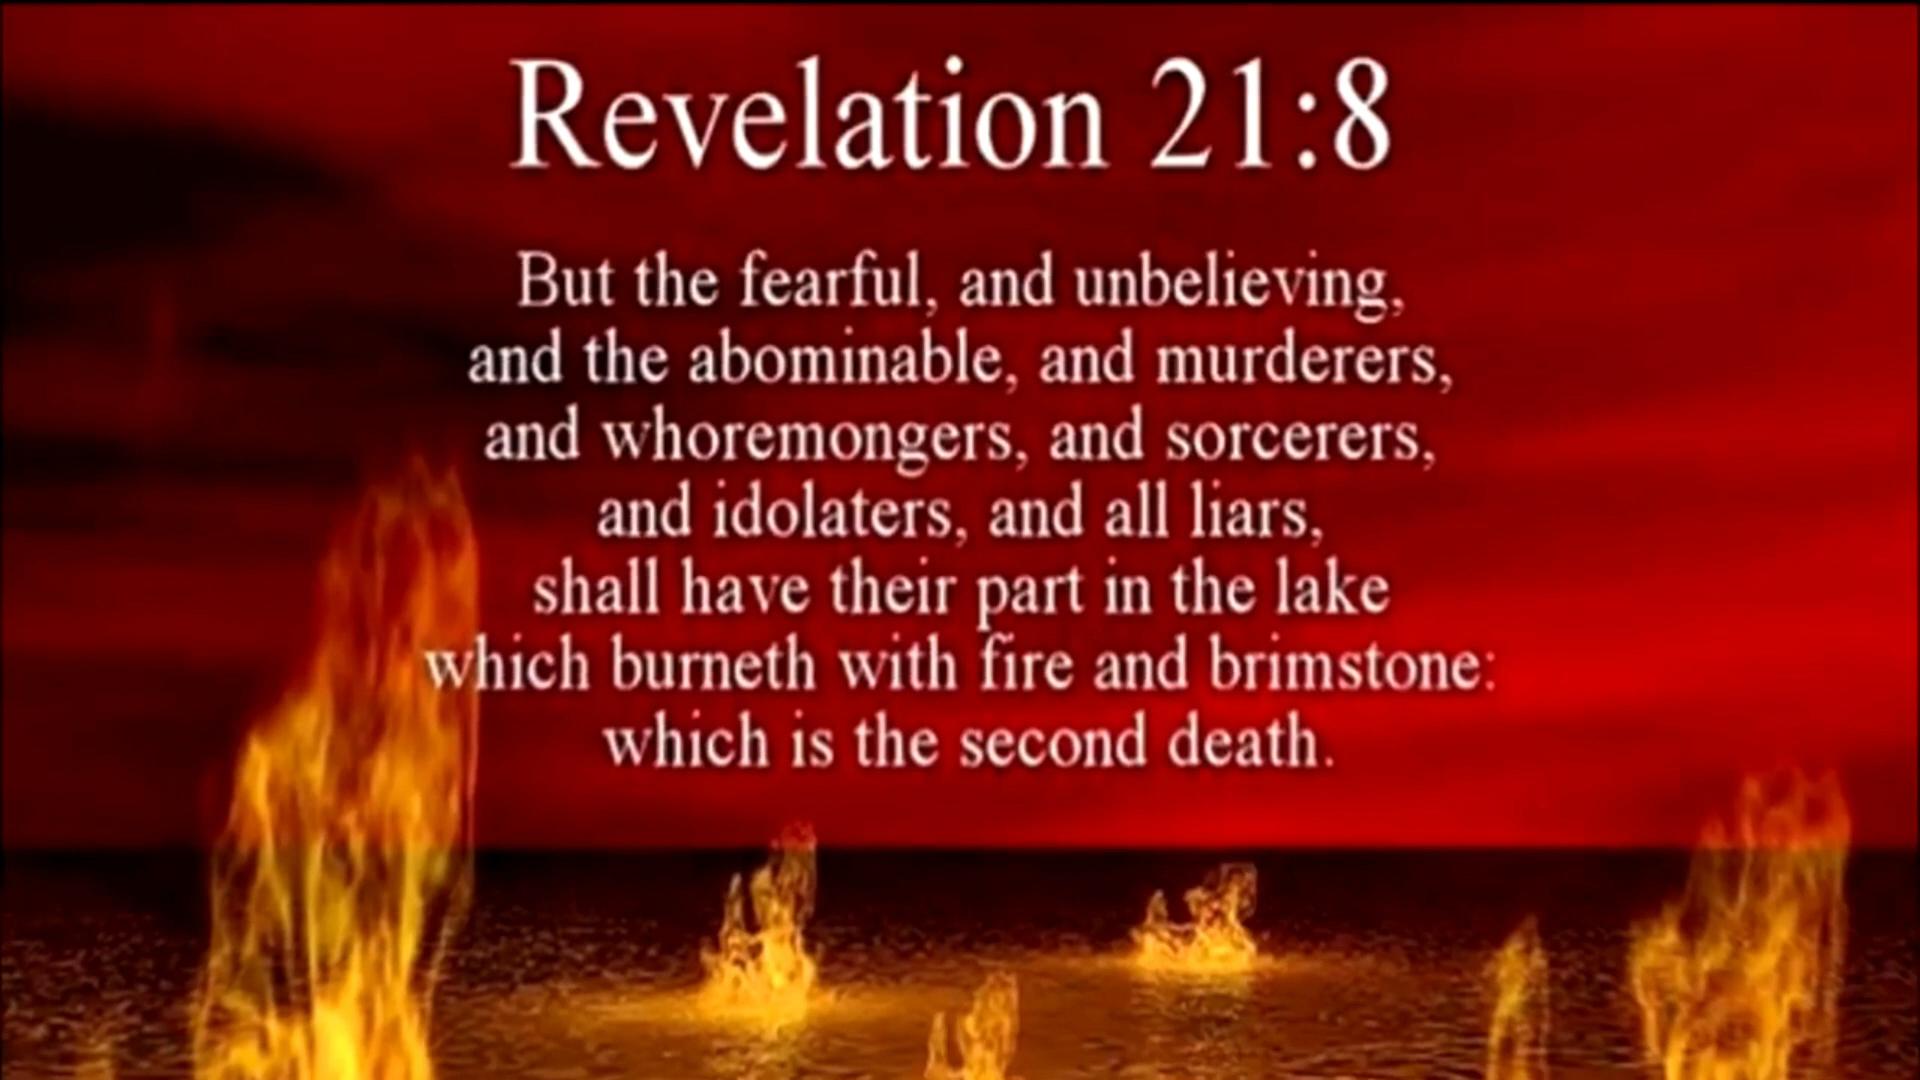 Revelation 21:8
But the fearful, and unbelieving,
and the abominable, and murderers,
and whoremongers, and sorcerers,
and idolaters, and all liars,
shall have their part in the lake
which burneth with fire and brimstone:
which is the second death.